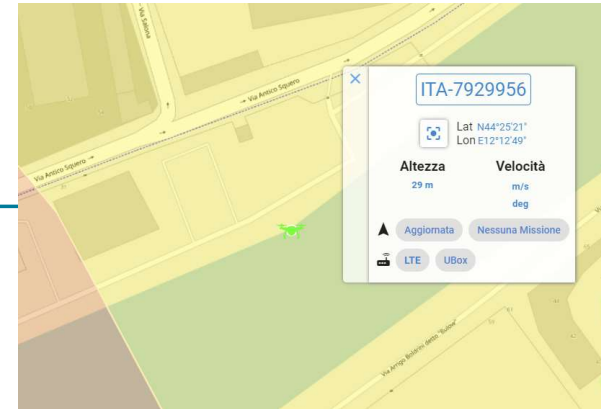 Via Salona
→ Via Antico Squero →
Via Antico Squero →
Via Arrigo Boldrini detto "Bulow"
×
ITA-7929956
Lat N44°25'21"
Lon E12°12'49"
Altezza
Velocità
29 m
m/s
deg
Aggiornata
Nessuna Missione
LTE
UBox